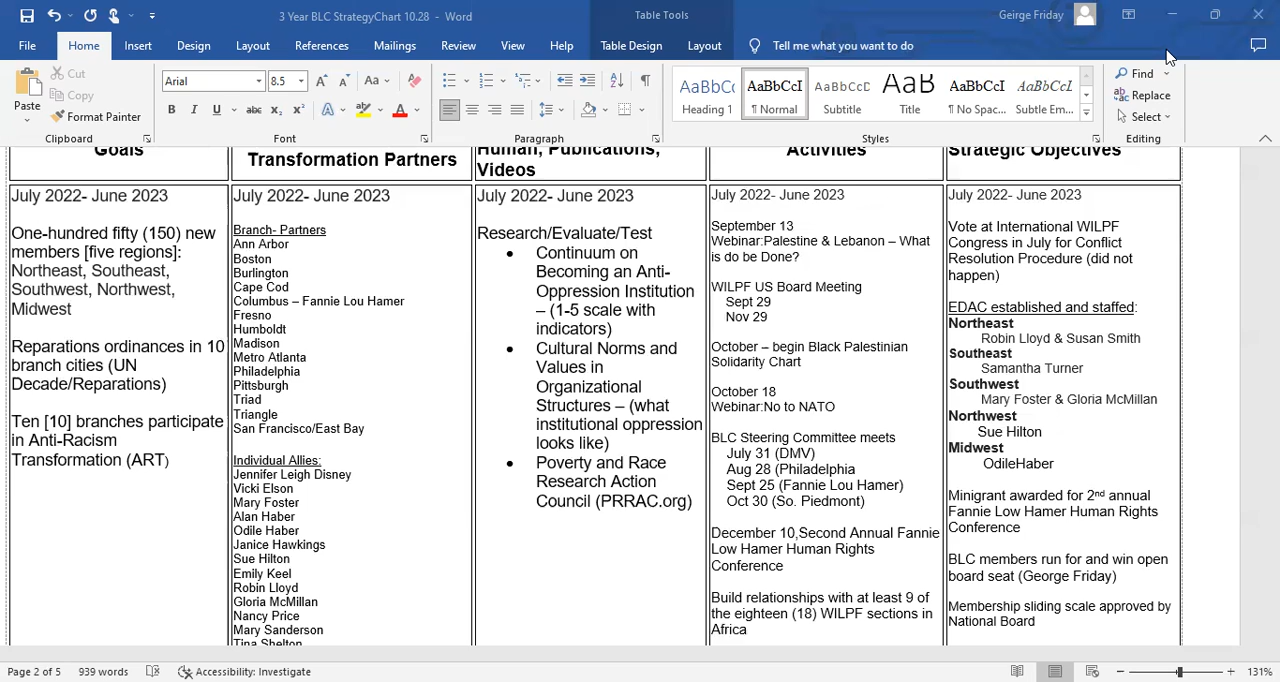 3 Year BLC StrategyChart 10.28 - Word
Table Tools
Geirge Friday
File
Home
Insert
Design
Layout
References
Mailings
Review
View
Help
Table Design
Layout
Tell me what you want to do
Paste
Cut
Copy
Format Painter
Clipboard
Arial
8.5
Font
Paragraph
AaBbC
Heading 1
AaBbCcI
¶ Normal
AaBbCcD
Subtitle
AaB
Title
AaBbCcI
¶ No Spac...
AaBbCcI
Subtle Em...
Styles
Find
Replace
Select
Editing
Goals
Transformation Partners
Human, Publications,
Videos
Activities
Strategic Objectives
July 2022- June 2023
One-hundred fifty (150) new
members [five regions]:
Northeast, Southeast,
Southwest, Northwest,
Midwest
Reparations ordinances in 10
branch cities (UN
Decade/Reparations)
Ten [10] branches participate
in Anti-Racism
Transformation (ART)
July 2022- June 2023
Branch- Partners
Ann Arbor
Boston
Burlington
Cape Cod
Columbus – Fannie Lou Hamer
Fresno
Humboldt
Madison
Metro Atlanta
Philadelphia
Pittsburgh
Triad
Triangle
San Francisco/East Bay
Individual Allies:
Jennifer Leigh Disney
Vicki Elson
Mary Foster
Alan Haber
Odile Haber
Janice Hawkings
Sue Hilton
Emily Keel
Robin Lloyd
Gloria McMillan
Nancy Price
Mary Sanderson
Tina Shelton
July 2022- June 2023
Research/Evaluate/Test
• Continuum on
Becoming an Anti-
Oppression Institution
– (1-5 scale with
indicators)
• Cultural Norms and
Values in
Organizational
Structures – (what
institutional oppression
looks like)
• Poverty and Race
Research Action
Council (PRRAC.org)
July 2022- June 2023
September 13
Webinar:Palestine & Lebanon – What
is do be Done?
WILPF US Board Meeting
Sept 29
Nov 29
October – begin Black Palestinian
Solidarity Chart
October 18
Webinar:No to NATO
BLC Steering Committee meets
July 31 (DMV)
Aug 28 (Philadelphia
Sept 25 (Fannie Lou Hamer)
Oct 30 (So. Piedmont)
December 10,Second Annual Fannie
Low Hamer Human Rights
Conference
Build relationships with at least 9 of
the eighteen (18) WILPF sections in
Africa
July 2022- June 2023
Vote at International WILPF
Congress in July for Conflict
Resolution Procedure (did not
happen)
EDAC established and staffed:
Northeast
Robin Lloyd & Susan Smith
Southeast
Samantha Turner
Southwest
Mary Foster & Gloria McMillan
Northwest
Sue Hilton
Midwest
OdileHaber
Minigrant awarded for 2nd annual
Fannie Low Hamer Human Rights
Conference
BLC members run for and win open
board seat (George Friday)
Membership sliding scale approved by
National Board
Page 2 of 5
939 words
Accessibility: Investigate
131%